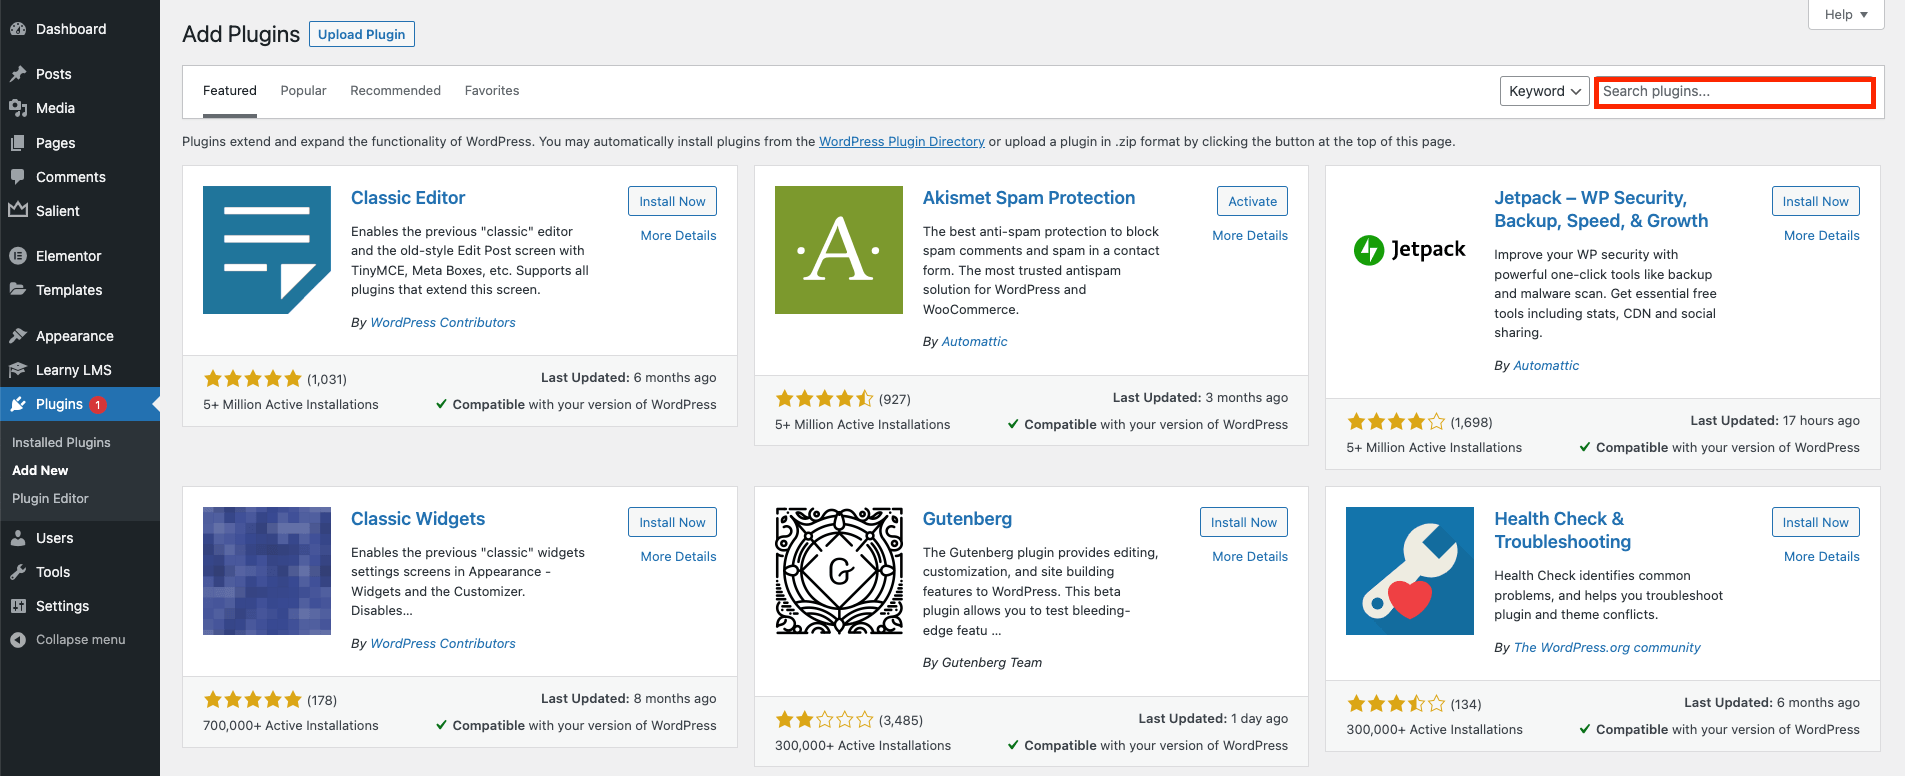 Dashboard
Posts
Media
Pages
Comments
Salient
Elementor
Templates
Appearance
Learny LMS
Plugins 1
Installed Plugins
Add New
Plugin Editor
Users
Tools
Settings
Collapse menu
Help
Add Plugins Upload Plugin
Featured Popular Recommended Favorites Keyword Search plugins...
Plugins extend and expand the functionality of WordPress. You may automatically install plugins from the WordPress Plugin Directory or upload a plugin in .zip format by clicking the button at the top of this page.
Classic Editor
Install Now
More Details
Enables the previous "classic" editor
and the old-style Edit Post screen with
TinyMCE, Meta Boxes, etc. Supports all
plugins that extend this screen.
By WordPress Contributors
(1,031)
Last Updated: 6 months ago
5+ Million Active Installations
Compatible with your version of WordPress
·A·
Akismet Spam Protection
Activate
More Details
The best anti-spam protection to block
spam comments and spam in a contact
form. The most trusted antispam
solution for WordPress and
WooCommerce.
By Automattic
(927)
Last Updated: 3 months ago
5+ Million Active Installations
Compatible with your version of WordPress
Jetpack
Jetpack – WP Security,
Backup, Speed, & Growth
Install Now
More Details
Improve your WP security with
powerful one-click tools like backup
and malware scan. Get essential free
tools including stats, CDN and social
sharing.
By Automattic
(1,698)
Last Updated: 17 hours ago
5+ Million Active Installations
Compatible with your version of WordPress
Classic Widgets
Install Now
More Details
Enables the previous "classic" widgets
settings screens in Appearance -
Widgets and the Customizer.
Disables...
By WordPress Contributors
(178)
Last Updated: 8 months ago
700,000+ Active Installations
Compatible with your version of WordPress
G
Gutenberg
Install Now
More Details
The Gutenberg plugin provides editing,
customization, and site building
features to WordPress. This beta
plugin allows you to test bleeding-
edge featu ...
By Gutenberg Team
(3,485)
Last Updated: 1 day ago
300,000+ Active Installations
Compatible with your version of WordPress
Health Check &
Troubleshooting
Install Now
More Details
Health Check identifies common
problems, and helps you troubleshoot
plugin and theme conflicts.
By The WordPress.org community
(134)
Last Updated: 6 months ago
300,000+ Active Installations
Compatible with your version of WordPress